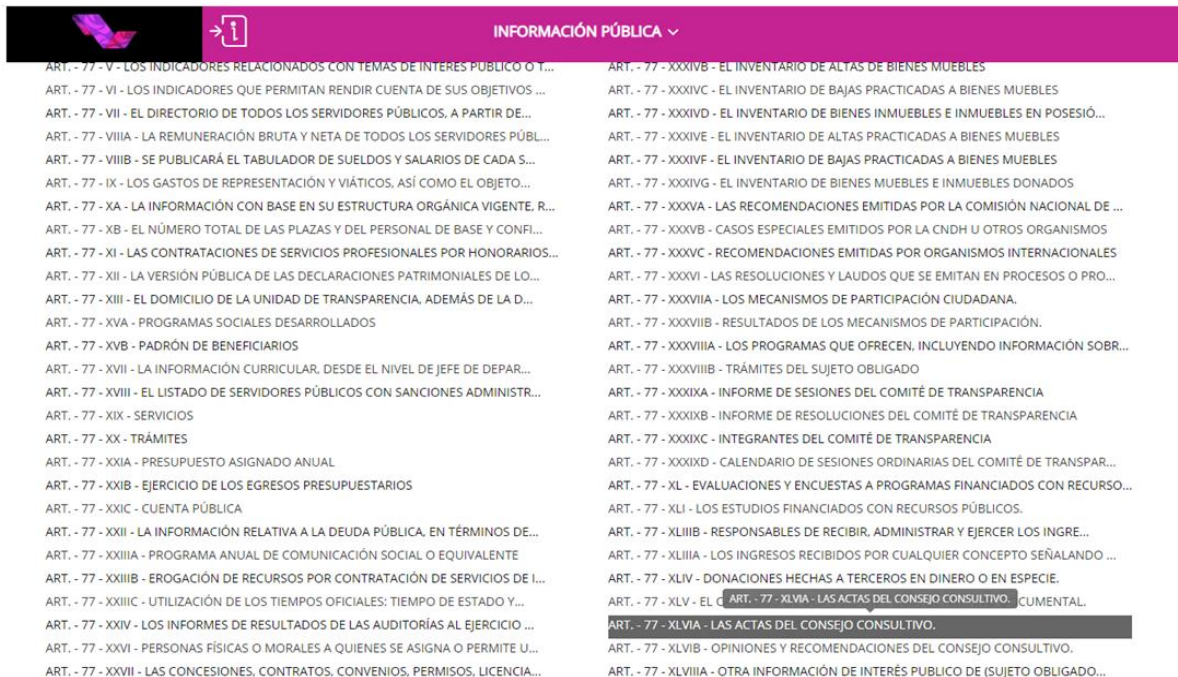 INFORMACIÓN PÚBLICA
ART. - 77 - V - LOS INDICADORES RELACIONADOS CON TEMAS DE INTERÉS PÚBLICO O T...
ART. - 77 - VI - LOS INDICADORES QUE PERMITAN RENDIR CUENTA DE SUS OBJETIVOS ...
ART. - 77 - VII - EL DIRECTORIO DE TODOS LOS SERVIDORES PÚBLICOS, A PARTIR DE...
ART. - 77 - VIIIA - LA REMUNERACIÓN BRUTA Y NETA DE TODOS LOS SERVIDORES PÚBL...
ART. - 77 - VIIIB - SE PUBLICARÁ EL TABULADOR DE SUELDOS Y SALARIOS DE CADA S...
ART. - 77 - IX - LOS GASTOS DE REPRESENTACIÓN Y VIÁTICOS, ASÍ COMO EL OBJETO...
ART. - 77 - XA - LA INFORMACIÓN CON BASE EN SU ESTRUCTURA ORGÁNICA VIGENTE, R...
ART. - 77 - XB - EL NÚMERO TOTAL DE LAS PLAZAS Y DEL PERSONAL DE BASE Y CONFI...
ART. - 77 - XI - LAS CONTRATACIONES DE SERVICIOS PROFESIONALES POR HONORARIOS...
ART. - 77 - XII - LA VERSIÓN PÚBLICA DE LAS DECLARACIONES PATRIMONIALES DE LO...
ART. - 77 - XIII - EL DOMICILIO DE LA UNIDAD DE TRANSPARENCIA, ADEMÁS DE LA D...
ART. - 77 - XVA - PROGRAMAS SOCIALES DESARROLLADOS
ART. - 77 - XVB - PADRÓN DE BENEFICIARIOS
ART. - 77 - XVII - LA INFORMACIÓN CURRICULAR, DESDE EL NIVEL DE JEFE DE DEPAR...
ART. - 77 - XVIII - EL LISTADO DE SERVIDORES PÚBLICOS CON SANCIONES ADMINISTR...
ART. - 77 - XIX - SERVICIOS
ART. - 77 - XX - TRÁMITES
ART. - 77 - XXIA - PRESUPUESTO ASIGNADO ANUAL
ART. - 77 - XXIB - EJERCICIO DE LOS EGRESOS PRESUPUESTARIOS
ART. - 77 - XXIC - CUENTA PÚBLICA
ART. - 77 - XXII - LA INFORMACIÓN RELATIVA A LA DEUDA PÚBLICA, EN TÉRMINOS DE...
ART. - 77 - XXIIIA - PROGRAMA ANUAL DE COMUNICACIÓN SOCIAL O EQUIVALENTE
ART. - 77 - XXIIIB - EROGACIÓN DE RECURSOS POR CONTRATACIÓN DE SERVICIOS DE I...
ART. - 77 - XXIIIC - UTILIZACIÓN DE LOS TIEMPOS OFICIALES: TIEMPO DE ESTADO Y...
ART. - 77 - XXIV - LOS INFORMES DE RESULTADOS DE LAS AUDITORÍAS AL EJERCICIO ...
ART. - 77 - XXVI - PERSONAS FÍSICAS O MORALES A QUIENES SE ASIGNA O PERMITE U...
ART. - 77 - XXVII - LAS CONCESIONES, CONTRATOS, CONVENIOS, PERMISOS, LICENCIA...
ART. - 77 - XXXIVB - EL INVENTARIO DE ALTAS DE BIENES MUEBLES
ART. - 77 - XXXIVC - EL INVENTARIO DE BAJAS PRACTICADAS A BIENES MUEBLES
ART. - 77 - XXXIVD - EL INVENTARIO DE BIENES INMUEBLES E INMUEBLES EN POSESIÓ...
ART. - 77 - XXXIVE - EL INVENTARIO DE ALTAS PRACTICADAS A BIENES MUEBLES
ART. - 77 - XXXIVF - EL INVENTARIO DE BAJAS PRACTICADAS A BIENES MUEBLES
ART. - 77 - XXXIVG - EL INVENTARIO DE BIENES MUEBLES E INMUEBLES DONADOS
ART. - 77 - XXXVA - LAS RECOMENDACIONES EMITIDAS POR LA COMISIÓN NACIONAL DE ...
ART. - 77 - XXXVB - CASOS ESPECIALES EMITIDOS POR LA CNDH U OTROS ORGANISMOS
ART. - 77 - XXXVC - RECOMENDACIONES EMITIDAS POR ORGANISMOS INTERNACIONALES
ART. - 77 - XXXVI - LAS RESOLUCIONES Y LAUDOS QUE SE EMITAN EN PROCESOS O PRO...
ART. - 77 - XXXVIIA - LOS MECANISMOS DE PARTICIPACIÓN CIUDADANA.
ART. - 77 - XXXVIIB - RESULTADOS DE LOS MECANISMOS DE PARTICIPACIÓN.
ART. - 77 - XXXVIIIA - LOS PROGRAMAS QUE OFRECEN, INCLUYENDO INFORMACIÓN SOBR...
ART. - 77 - XXXVIIIB - TRÁMITES DEL SUJETO OBLIGADO
ART. - 77 - XXXIXA - INFORME DE SESIONES DEL COMITÉ DE TRANSPARENCIA
ART. - 77 - XXXIXB - INFORME DE RESOLUCIONES DEL COMITÉ DE TRANSPARENCIA
ART. - 77 - XXXIXC - INTEGRANTES DEL COMITÉ DE TRANSPARENCIA
ART. - 77 - XXXIXD - CALENDARIO DE SESIONES ORDINARIAS DEL COMITÉ DE TRANSPAR...
ART. - 77 - XL - EVALUACIONES Y ENCUESTAS A PROGRAMAS FINANCIADOS CON RECURSO...
ART. - 77 - XLI - LOS ESTUDIOS FINANCIADOS CON RECURSOS PÚBLICOS.
ART. - 77 - XLIIIB - RESPONSABLES DE RECIBIR, ADMINISTRAR Y EJERCER LOS INGRE...
ART. - 77 - XLIIIA - LOS INGRESOS RECIBIDOS POR CUALQUIER CONCEPTO SEÑALANDO ...
ART. - 77 - XLIV - DONACIONES HECHAS A TERCEROS EN DINERO O EN ESPECIE.
ART. - 77 - XLV - EL C
ART. - 77 - XLVIA - LAS ACTAS DEL CONSEJO CONSULTIVO.
CUMENTAL.
ART. - 77 - XLVIA - LAS ACTAS DEL CONSEJO CONSULTIVO.
ART. - 77 - XLVIB - OPINIONES Y RECOMENDACIONES DEL CONSEJO CONSULTIVO.
ART. - 77 - XLVIIIA - OTRA INFORMACIÓN DE INTERÉS PUBLICO DE (SUJETO OBLIGADO...